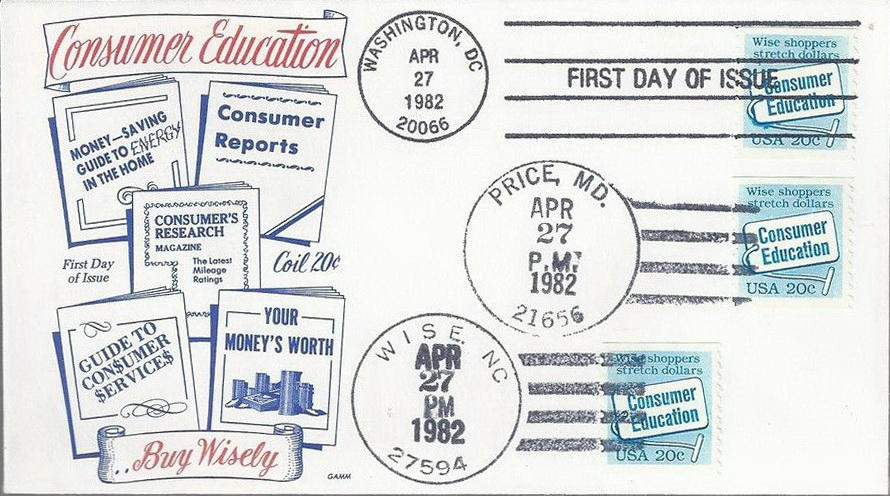 Consumer Education
MONEY-SAVING
GUIDE TO ENERGY
IN THE HOME
Consumer
Reports
CONSUMER'S
RESEARCH
MAGAZINE
The Latest
Mileage
Ratings
First Day
of Issue
Coil 20¢
GUIDE TO
CON$UMER
$ERVICE$
YOUR
MONEY'S WORTH
..Buy Wisely
GAMM
WASHINGTON, DC
APR
27
1982
20066
FIRST DAY OF ISSUE
Wise shoppers
stretch dollars
Consumer
Education
USA 20c
PRICE, MD.
APR
27
P.M.
1982
21656
Wise shoppers
stretch dollars
Consumer
Education
USA 20c
WISE NC
APR
27
PM
1982
27594
Wise shoppers
stretch dollars
Consumer
Education
USA 20c